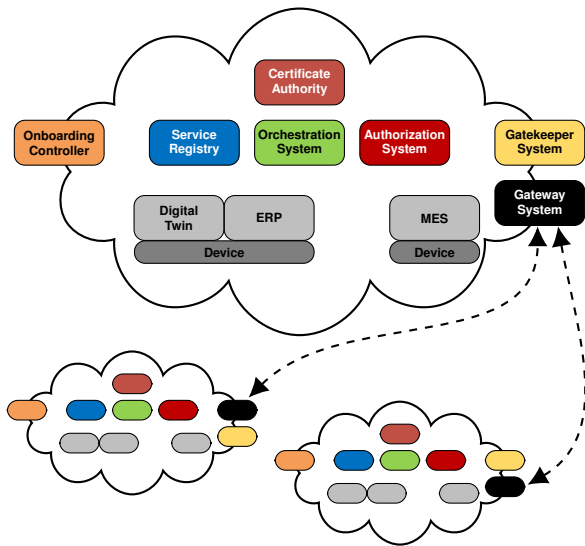 Certificate
Authority
Onboarding
Controller
Service
Registry
Orchestration
System
Authorization
System
Gatekeeper
System
Gateway
System
Digital
Twin
ERP
MES
Device
Device